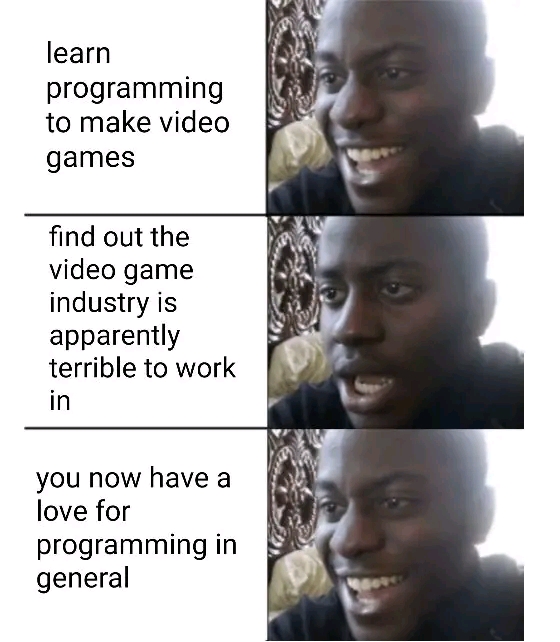 learn
programming
to make video
games
find out the
video game
industry is
apparently
terrible to work
in
you now have a
love for
programming in
general